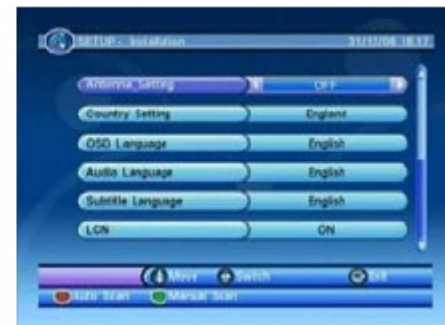 SETUP - Installation 31/12/06 18:17
Antenna Setting OFF
Country Setting England
OSD Language English
Audio Language English
Subtitle Language English
LCN ON
Move Switch Exit
Auto Scan Manual Scan